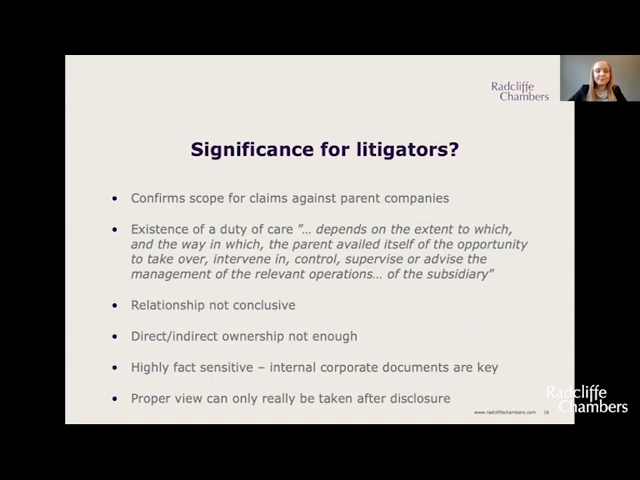 Radcliffe
Chambers
Significance for litigators?
• Confirms scope for claims against parent companies
• Existence of a duty of care "… depends on the extent to which,
and the way in which, the parent availed itself of the opportunity
to take over, intervene in, control, supervise or advise the
management of the relevant operations… of the subsidiary"
• Relationship not conclusive
• Direct/indirect ownership not enough
• Highly fact sensitive – internal corporate documents are key
• Proper view can only really be taken after disclosure
www.radcliffechambers.com 18
Radcliffe
Chambers